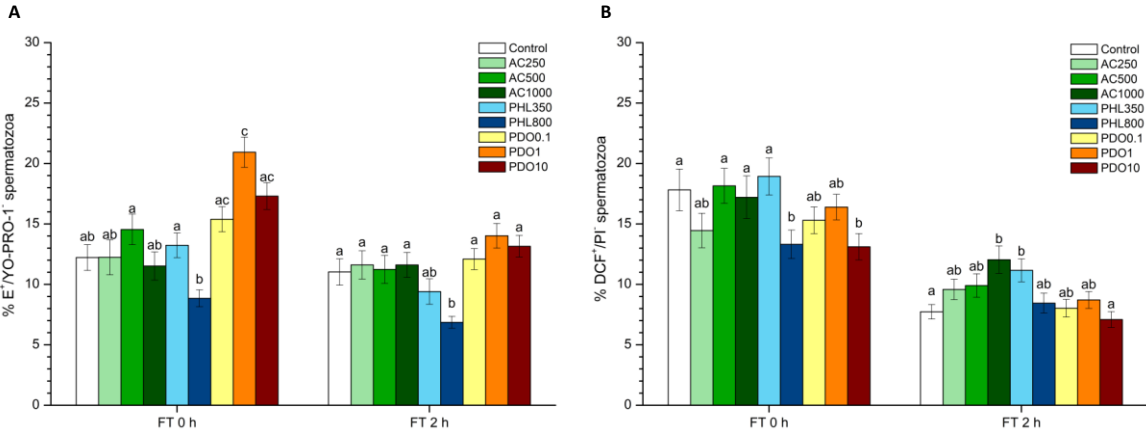 A
% E⁺/YO-PRO-1⁻ spermatozoa
30
25
20
15
10
5
0
Control
AC250
AC500
AC1000
PHL350
PHL800
PDO0.1
PDO1
PDO10
ab ab a ab a b ac c ac
a a a a ab b a a a
FT 0 h FT 2 h
B
% DCF⁺/PI⁻ spermatozoa
30
25
20
15
10
5
0
Control
AC250
AC500
AC1000
PHL350
PHL800
PDO0.1
PDO1
PDO10
a ab a a a b ab ab b
a ab ab b b ab ab ab a
FT 0 h FT 2 h